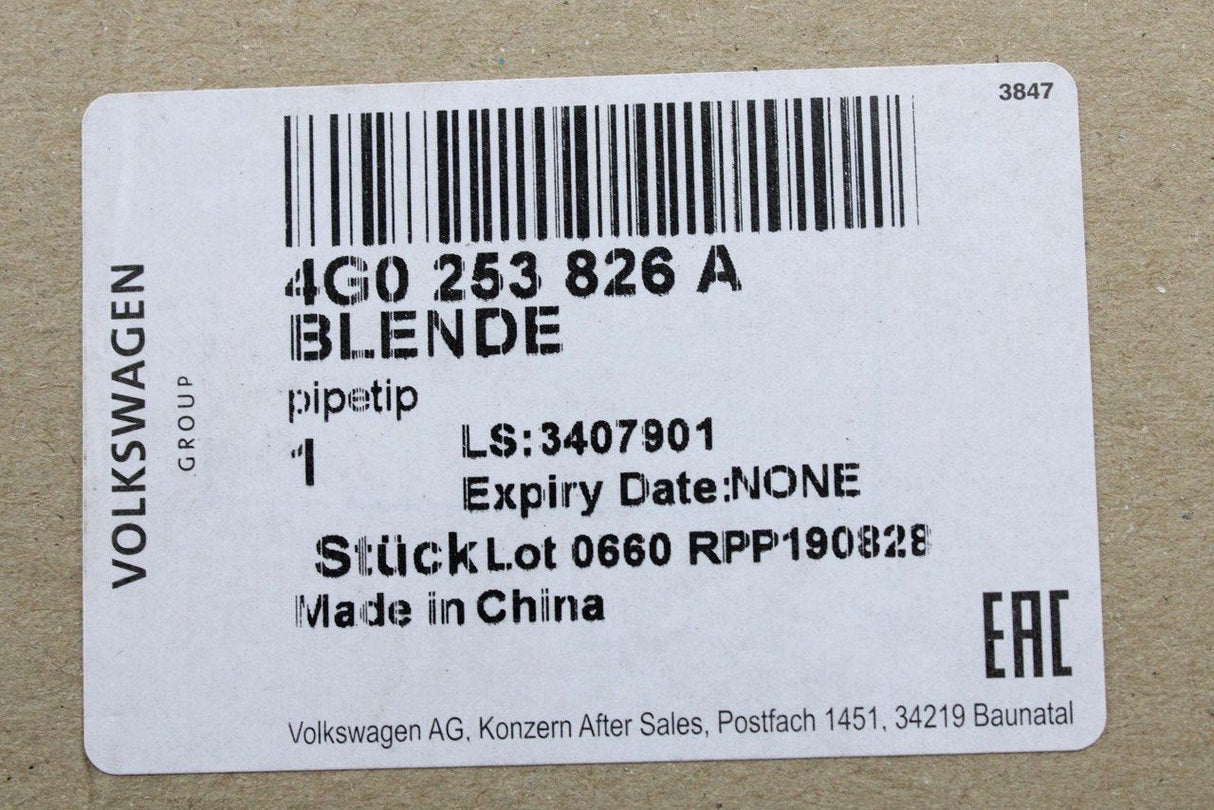 3847
4G0 253 826 A
BLENDE
pipetip
1 LS:3407901
Expiry Date:NONE
Stück Lot 0660 RPP190828
Made in China
EAC
Volkswagen AG, Konzern After Sales, Postfach 1451, 34219 Baunatal
VOLKSWAGEN
GROUP